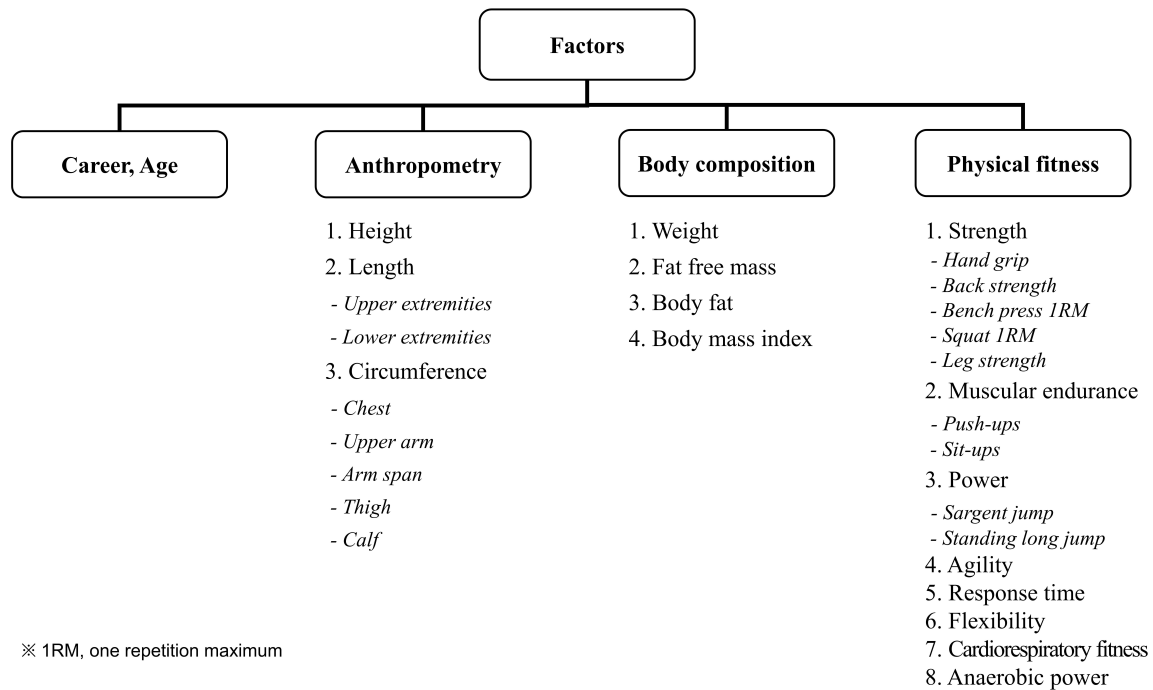 Factors
Career, Age
Anthropometry
1. Height
2. Length
- Upper extremities
- Lower extremities
3. Circumference
- Chest
- Upper arm
- Arm span
- Thigh
- Calf
Body composition
1. Weight
2. Fat free mass
3. Body fat
4. Body mass index
Physical fitness
1. Strength
- Hand grip
- Back strength
- Bench press 1RM
- Squat 1RM
- Leg strength
2. Muscular endurance
- Push-ups
- Sit-ups
3. Power
- Sargent jump
- Standing long jump
4. Agility
5. Response time
6. Flexibility
7. Cardiorespiratory fitness
8. Anaerobic power
※ 1RM, one repetition maximum